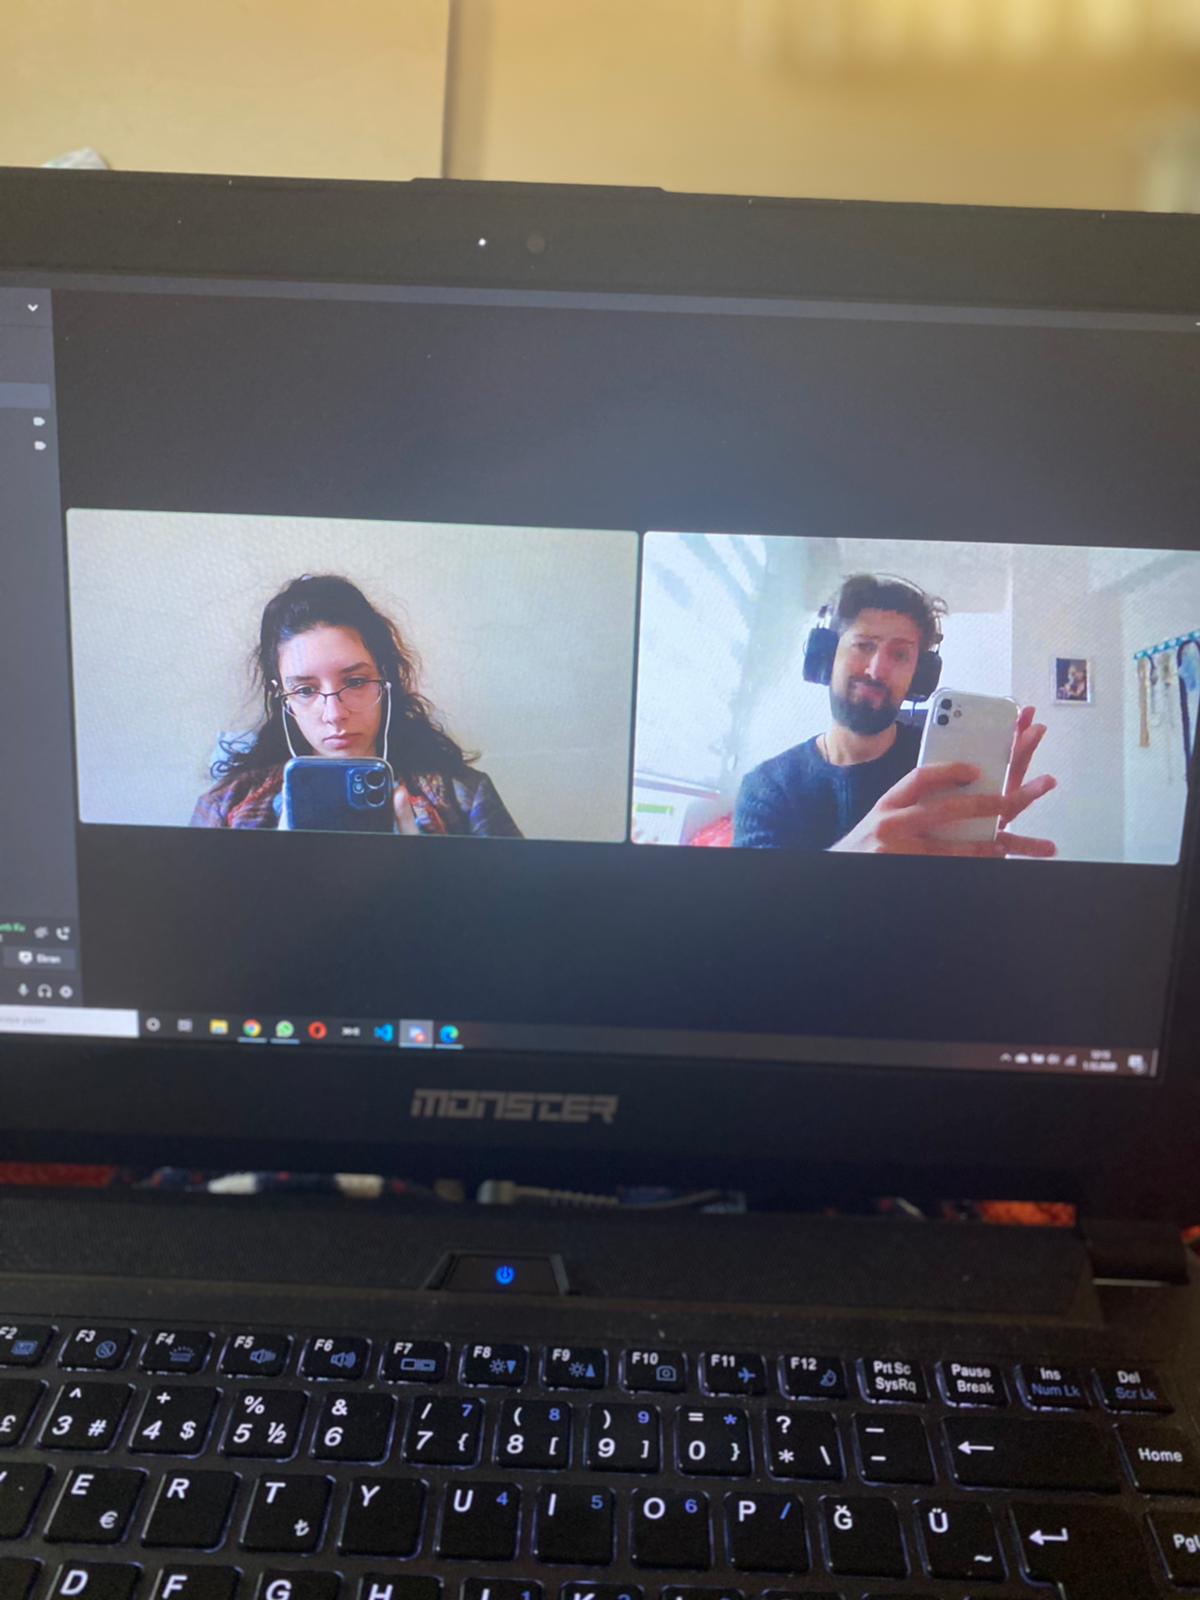 Ekran
MONSTER
F2 F3 F4 F5 F6 F7 F8 F9 F10 F11 F12 Prt Sc SysRq Pause Break Ins Num Lk Del Scr Lk
£ ^ 3 # + 4 $ % 5 ½ & 6 / 7 7 { ( 8 8 [ ) 9 9 ] = * 0 } ? * \ _ - Home
E € R T ₺ Y U 4 I 5 O 6 P / Ğ Ü ~
D F G H